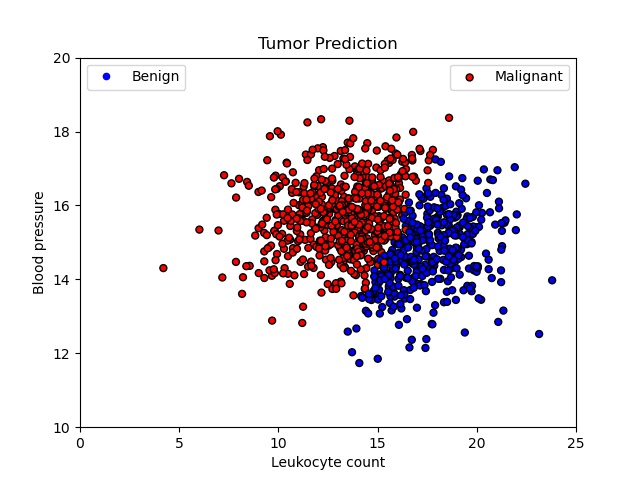 Tumor Prediction
Benign
Malignant
20
18
16
14
12
10
Blood pressure
0 5 10 15 20 25
Leukocyte count